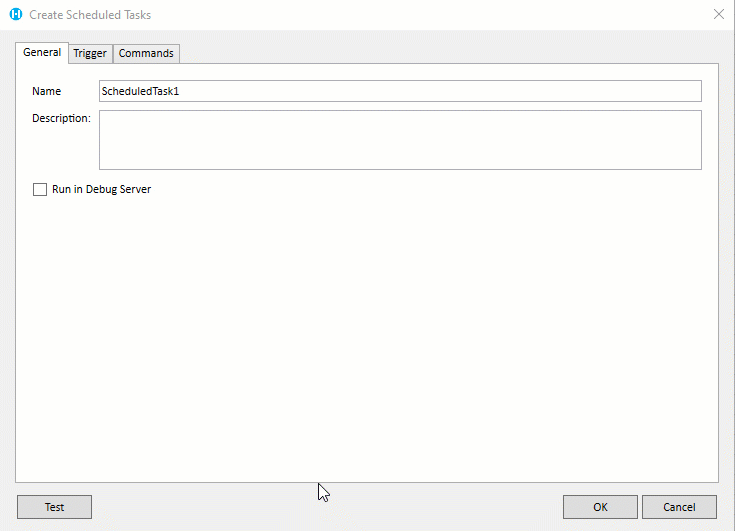 Create Scheduled Tasks
General Trigger Commands
Name ScheduledTask1
Description:
Run in Debug Server
Test OK Cancel